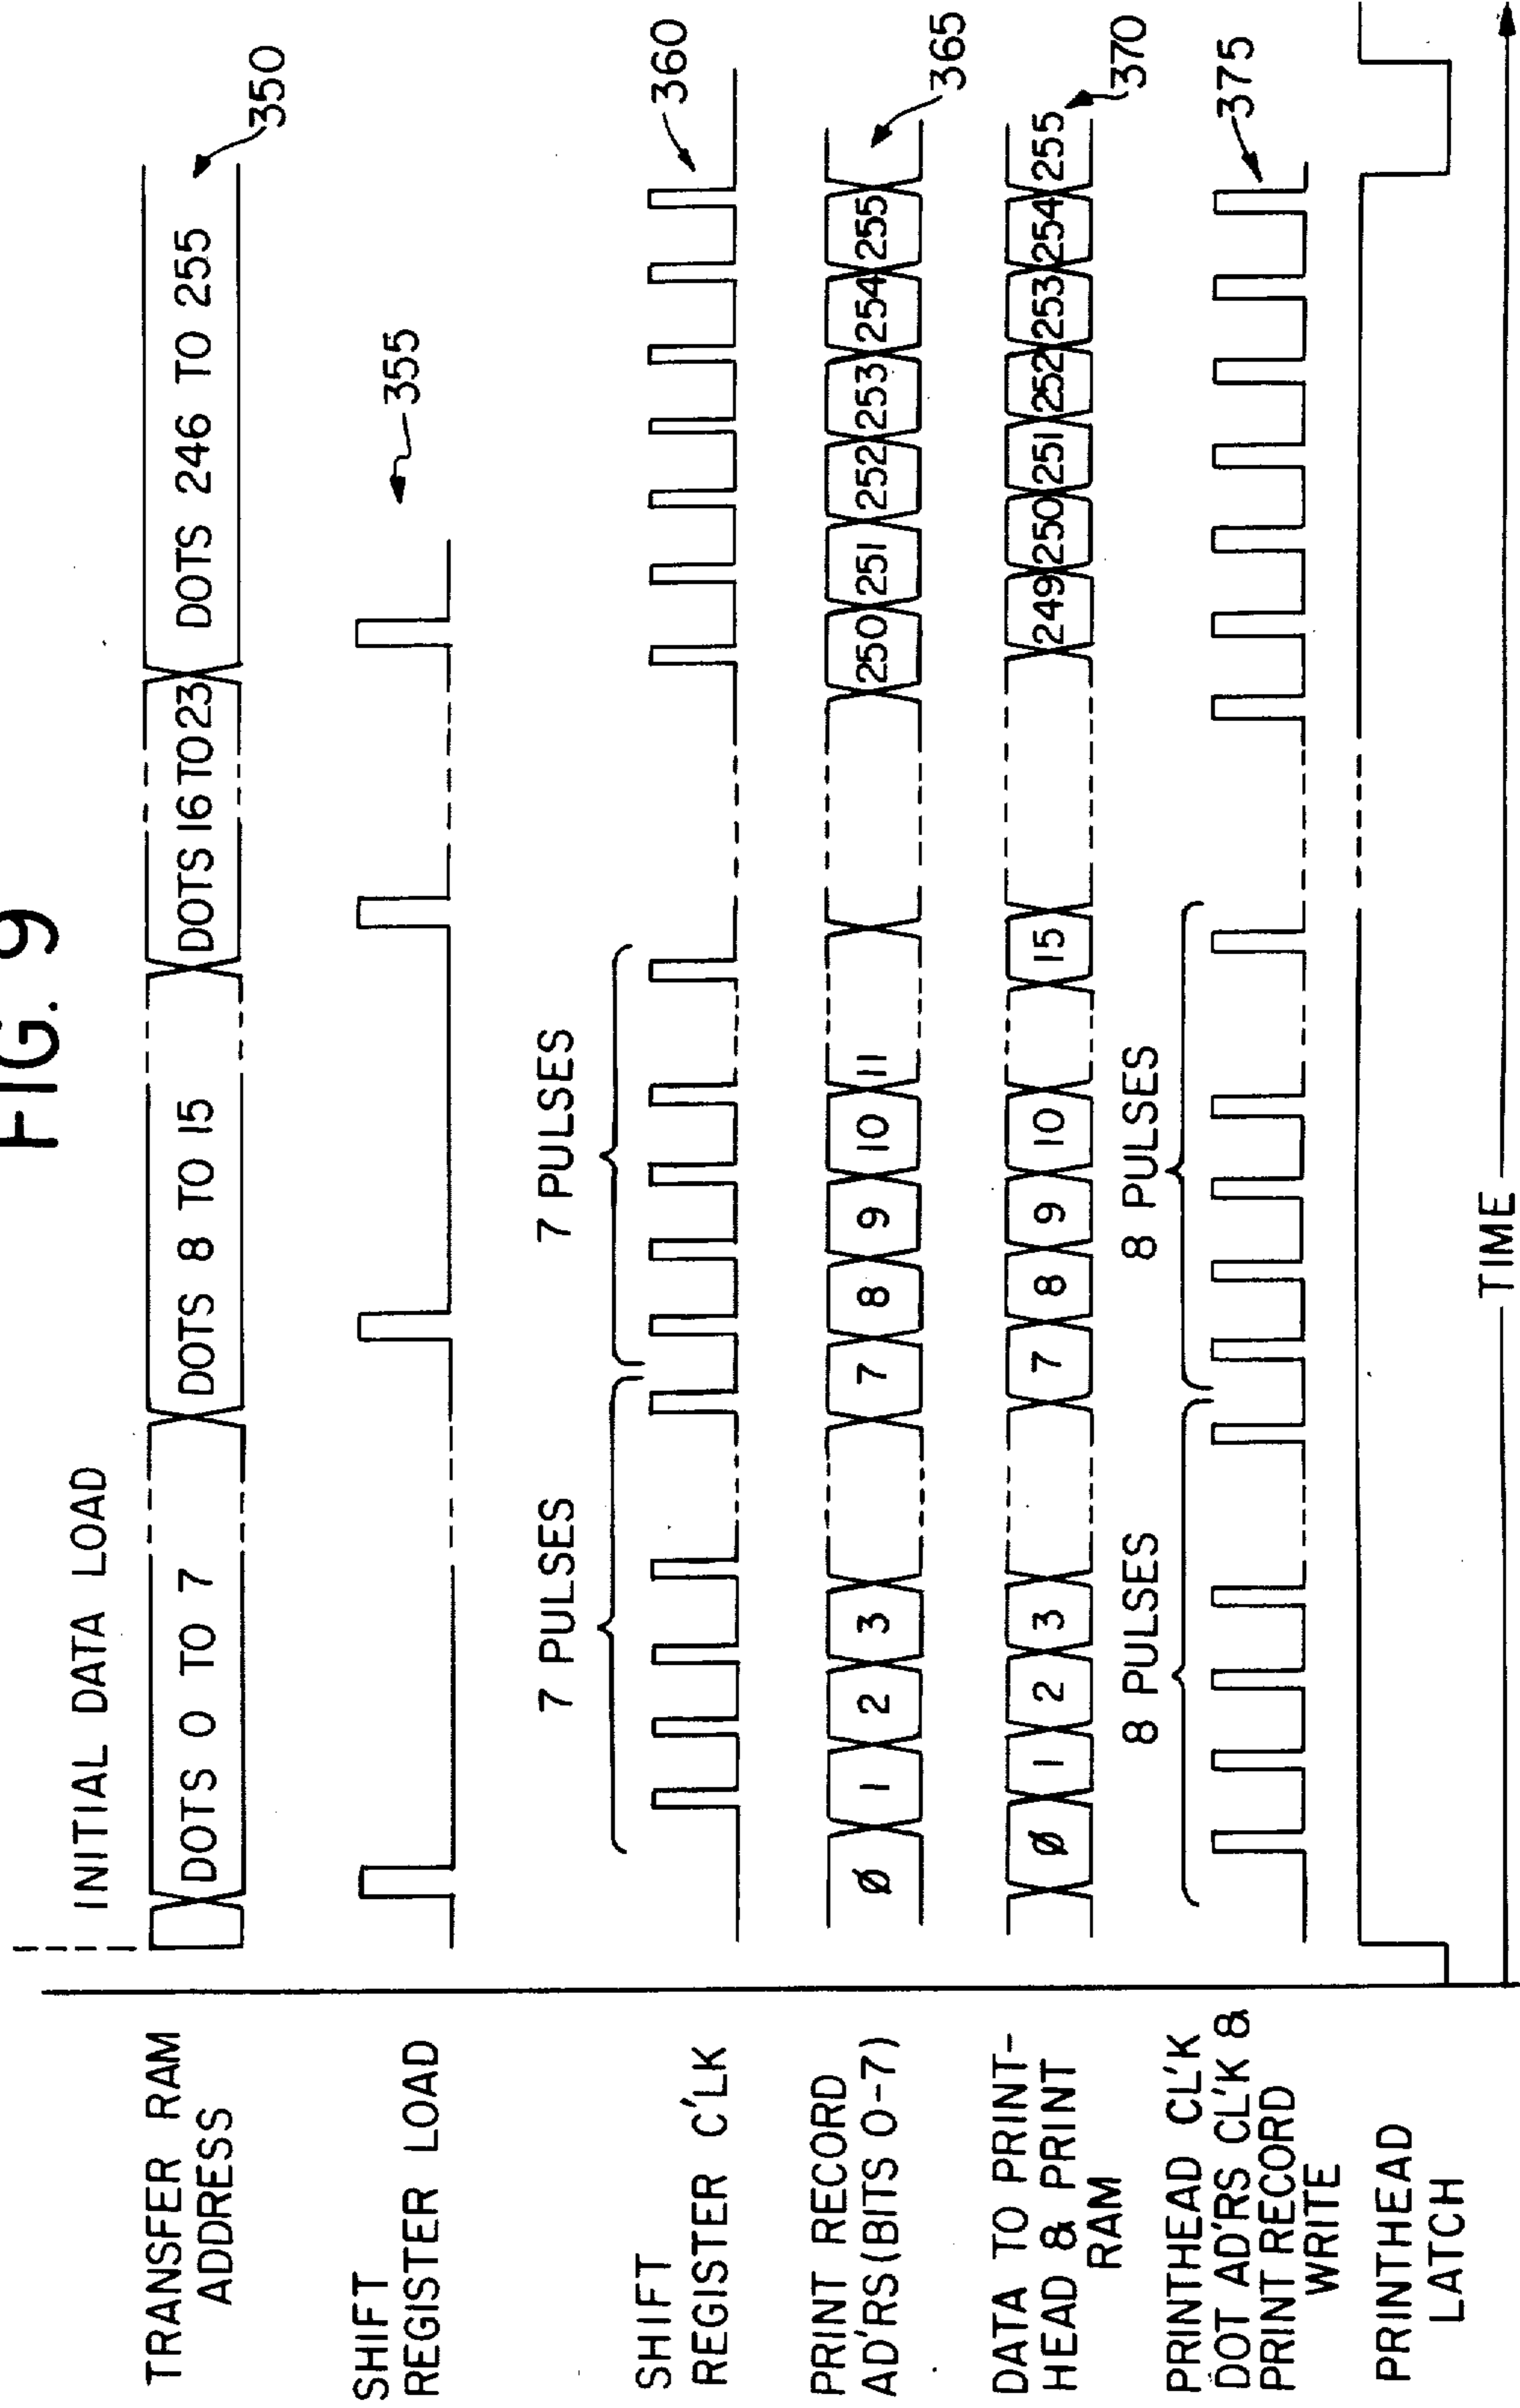 FIG. 9
INITIAL DATA LOAD
TRANSFER RAM
ADDRESS
DOTS 0 TO 7
DOTS 8 TO 15
DOTS 16 TO 23
DOTS 246 TO 255
350
SHIFT
REGISTER LOAD
355
SHIFT
REGISTER C'LK
7 PULSES
7 PULSES
360
PRINT RECORD
AD'RS (BITS 0-7)
Ø 1 2 3 7 8 9 10 11 250 251 252 253 254 255
365
DATA TO PRINT-
HEAD & PRINT
RAM
Ø 1 2 3 7 8 9 10 15 249 250 251 252 253 254 255
370
PRINTHEAD CL'K
DOT AD'RS CL'K &
PRINT RECORD
WRITE
8 PULSES
8 PULSES
375
PRINTHEAD
LATCH
TIME